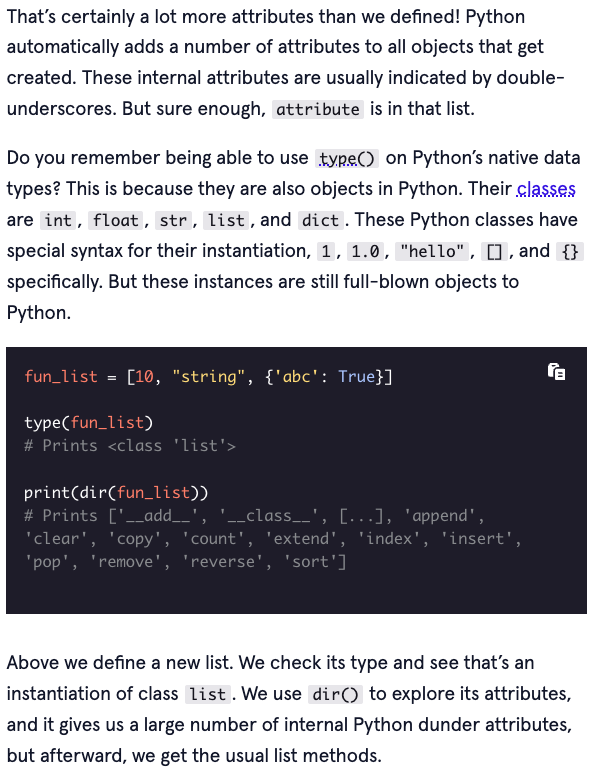 That’s certainly a lot more attributes than we defined! Python
automatically adds a number of attributes to all objects that get
created. These internal attributes are usually indicated by double-
underscores. But sure enough, attribute is in that list.
Do you remember being able to use type() on Python’s native data
types? This is because they are also objects in Python. Their classes
are int, float, str, list, and dict. These Python classes have
special syntax for their instantiation, 1, 1.0, "hello", [], and {}
specifically. But these instances are still full-blown objects to
Python.
fun_list = [10, "string", {'abc': True}]
type(fun_list)
# Prints <class 'list'>
print(dir(fun_list))
# Prints ['__add__', '__class__', [...], 'append',
'clear', 'copy', 'count', 'extend', 'index', 'insert',
'pop', 'remove', 'reverse', 'sort']
Above we define a new list. We check its type and see that’s an
instantiation of class list. We use dir() to explore its attributes,
and it gives us a large number of internal Python dunder attributes,
but afterward, we get the usual list methods.